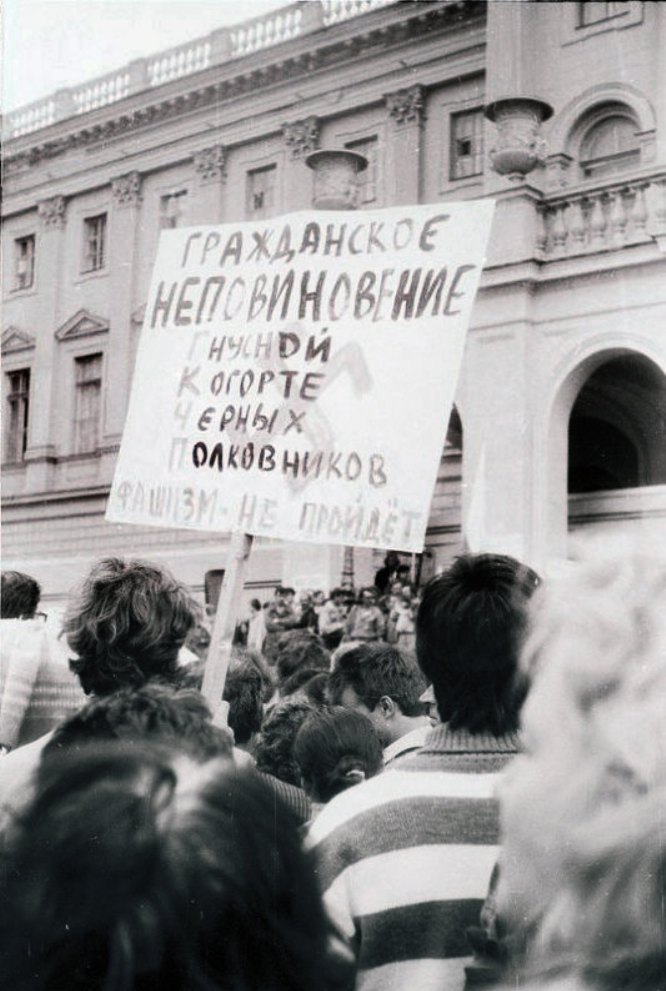 ГРАЖДАНСКОЕ
НЕПОВИНОВЕНИЕ
ГНУСНОЙ
КОГОРТЕ
ЧЕРНЫХ
ПОЛКОВНИКОВ
ФАШИЗМ - НЕ ПРОЙДЁТ